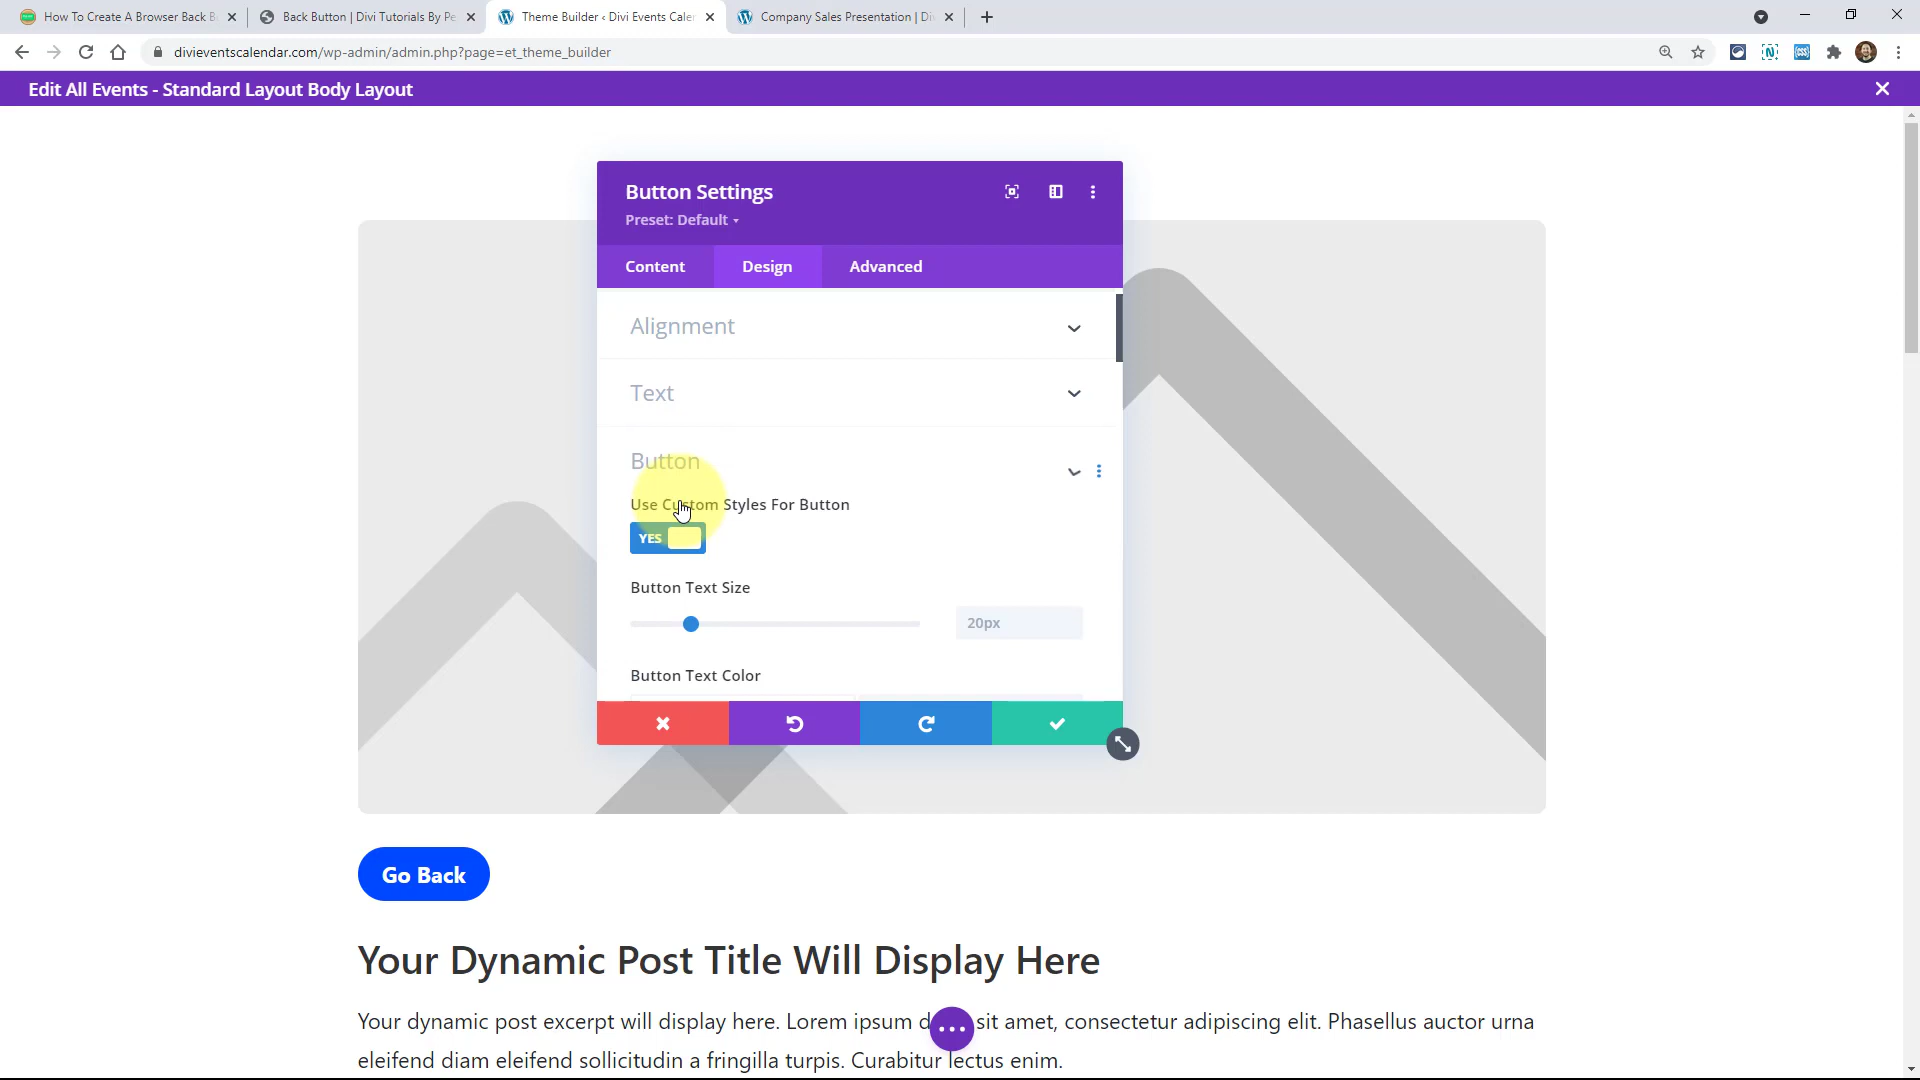 How To Create A Browser Back B
Back Button | Divi Tutorials By Pe
Theme Builder ‹ Divi Events Caler
Company Sales Presentation | Di
divieventscalendar.com/wp-admin/admin.php?page=et_theme_builder
Edit All Events - Standard Layout Body Layout
Button Settings
Preset: Default
Content
Design
Advanced
Alignment
Text
Button
Use Custom Styles For Button
YES
Button Text Size
20px
Button Text Color
Go Back
Your Dynamic Post Title Will Display Here
Your dynamic post excerpt will display here. Lorem ipsum d sit amet, consectetur adipiscing elit. Phasellus auctor urna
eleifend diam eleifend sollicitudin a fringilla turpis. Curabitur lectus enim.